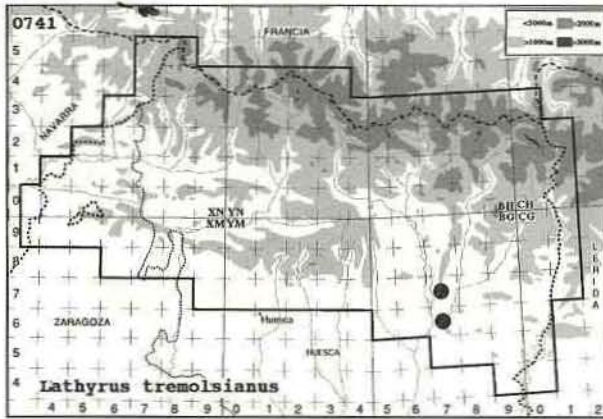 0741
FRANCIA
<2000m >2000m
>1000m >3000m
5
4
NAVARRA
3
2
1
0
XN YN
XM YM
BH CH
BG CG
9
8
LERIDA
7
ZARAGOZA
Huesca
6
5
HUESCA
4
Lathyrus tremolsianus
4 5 6 7 8 9 0 1 2 3 4 5 6 7 8 9 0 1 2